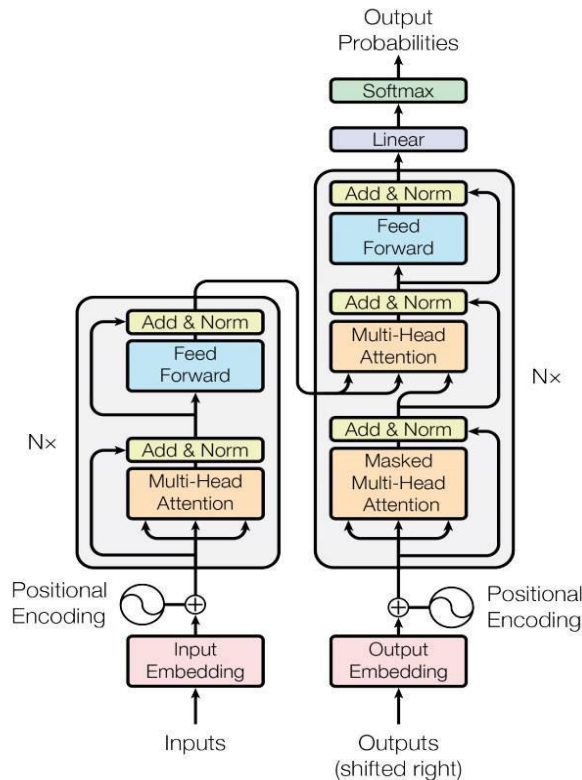 Output
Probabilities
Softmax
Linear
Add & Norm
Feed
Forward
Add & Norm
Multi-Head
Attention
Add & Norm
Masked
Multi-Head
Attention
N×
Add & Norm
Feed
Forward
Add & Norm
Multi-Head
Attention
N×
Positional
Encoding
Positional
Encoding
Input
Embedding
Output
Embedding
Inputs
Outputs
(shifted right)